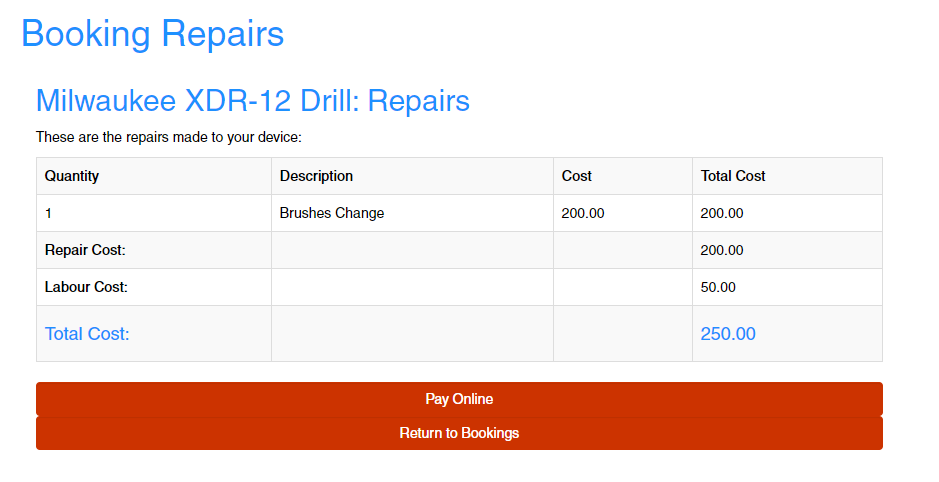 Booking Repairs
Milwaukee XDR-12 Drill: Repairs
These are the repairs made to your device:
Quantity Description Cost Total Cost
1 Brushes Change 200.00 200.00
Repair Cost: 200.00
Labour Cost: 50.00
Total Cost: 250.00
Pay Online
Return to Bookings